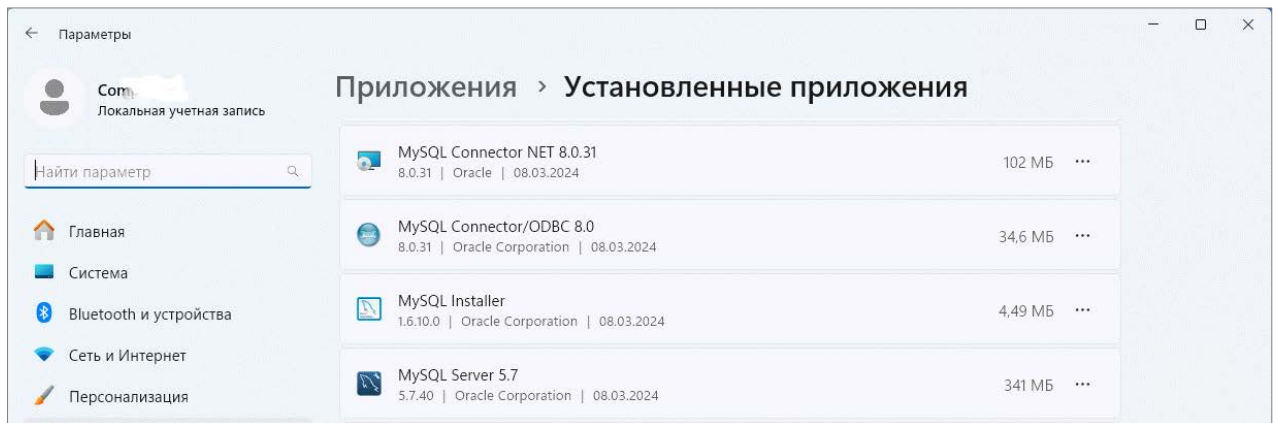 Параметры
Локальная учетная запись
Найти параметр
Главная
Система
Bluetooth и устройства
Сеть и Интернет
Персонализация
Приложения > Установленные приложения
MySQL Connector NET 8.0.31
8.0.31 | Oracle | 08.03.2024
102 МБ
MySQL Connector/ODBC 8.0
8.0.31 | Oracle Corporation | 08.03.2024
34,6 МБ
MySQL Installer
1.6.10.0 | Oracle Corporation | 08.03.2024
4,49 МБ
MySQL Server 5.7
5.7.40 | Oracle Corporation | 08.03.2024
341 МБ